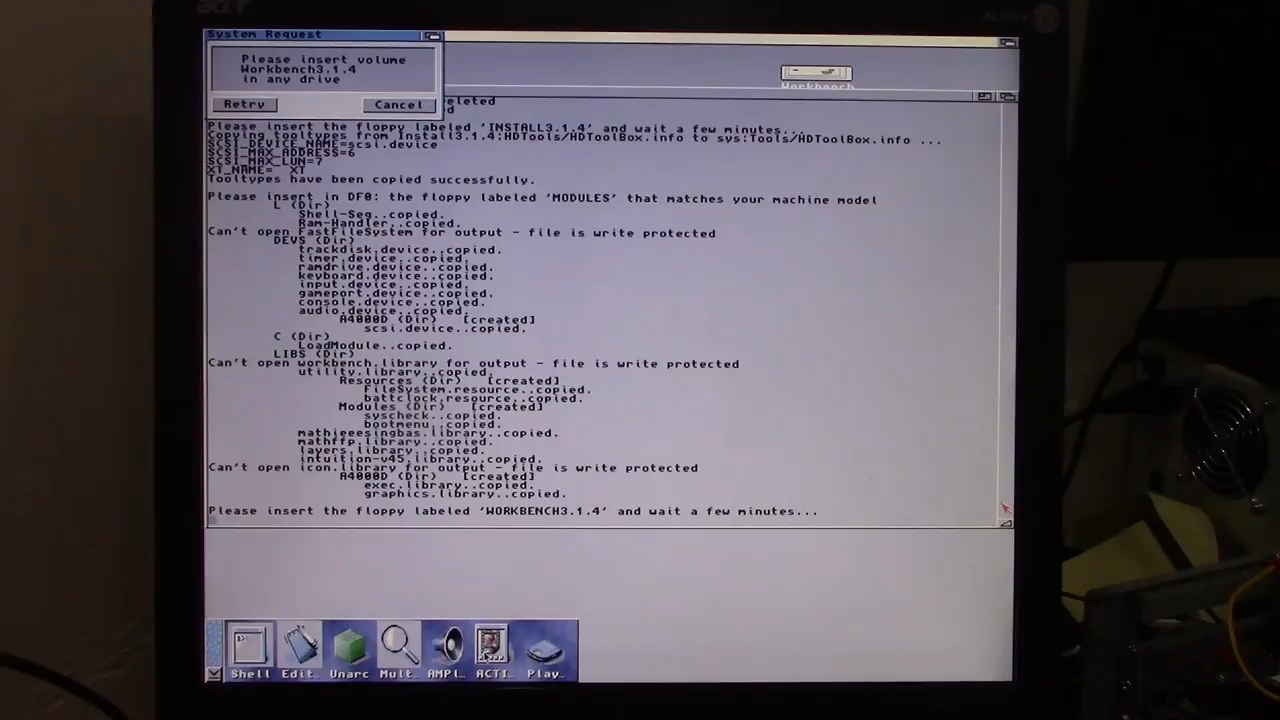 acer
System Request
Please insert volume
Workbench3.1.4
in any drive
Retry
Cancel
Workbench
eleted
d
Please insert the floppy labeled 'INSTALL3.1.4' and wait a few minutes...
Copying tooltypes from Install3.1.4:HDTools/HDToolBox.info to sys:Tools/HDToolBox.info ...
SCSI_DEVICE_NAME=scsi.device
SCSI_MAX_ADDRESS=6
SCSI_MAX_LUN=7
XT_NAME= XT
Tooltypes have been copied successfully.
Please insert in DF0: the floppy labeled 'MODULES' that matches your machine model
L (Dir)
Shell-Seg..copied.
Ram-Handler..copied.
Can't open FastFileSystem for output - file is write protected
DEVS (Dir)
trackdisk.device..copied.
timer.device..copied.
ramdrive.device..copied.
keyboard.device..copied.
input.device..copied.
gameport.device..copied.
console.device..copied.
audio.device..copied.
A4000D (Dir) [created]
scsi.device..copied.
C (Dir)
LoadModule..copied.
LIBS (Dir)
Can't open workbench.library for output - file is write protected
utility.library..copied.
Resources (Dir) [created]
FileSystem.resource..copied.
battclock.resource..copied.
Modules (Dir) [created]
syscheck..copied.
bootmenu..copied.
mathieeesingbas.library..copied.
mathffp.library..copied.
layers.library..copied.
intuition-v45.library..copied.
Can't open icon.library for output - file is write protected
A4000D (Dir) [created]
exec.library..copied.
graphics.library..copied.
Please insert the floppy labeled 'WORKBENCH3.1.4' and wait a few minutes...
Shell Edit.. Unarc Mult.. AMPl.. ACTI.. Play..